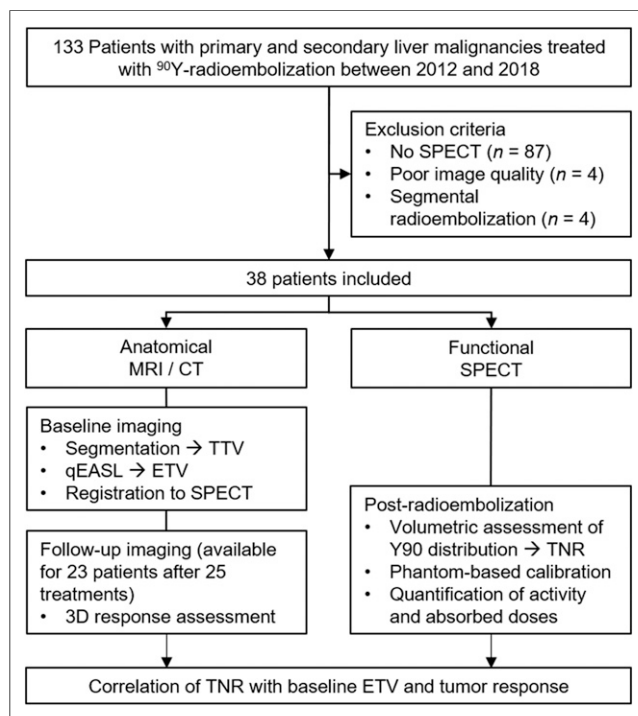 133 Patients with primary and secondary liver malignancies treated
with ⁹⁰Y-radioembolization between 2012 and 2018
Exclusion criteria
• No SPECT (n = 87)
• Poor image quality (n = 4)
• Segmental
radioembolization (n = 4)
38 patients included
Anatomical
MRI / CT
Functional
SPECT
Baseline imaging
• Segmentation → TTV
• qEASL → ETV
• Registration to SPECT
Follow-up imaging (available
for 23 patients after 25
treatments)
• 3D response assessment
Post-radioembolization
• Volumetric assessment of
Y90 distribution → TNR
• Phantom-based calibration
• Quantification of activity
and absorbed doses
Correlation of TNR with baseline ETV and tumor response